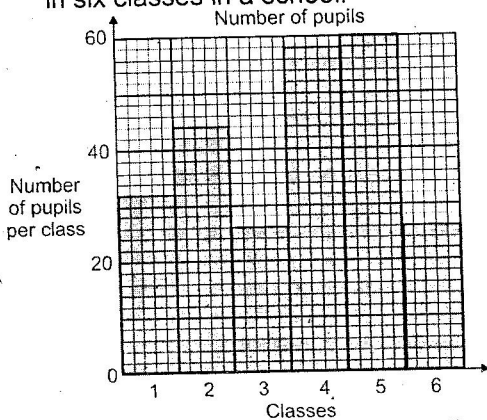 in six classes in a school.
Number of pupils
60
40
Number
of pupils
per class
20
0
1 2 3 4 5 6
Classes